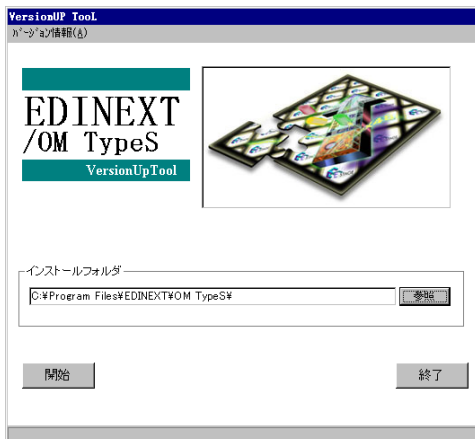 VersionUP TooL
ﾊﾞｰｼﾞｮﾝ情報(A)
EDINEXT
/OM TypeS
VersionUpTool
インストールフォルダ
C:¥Program Files¥EDINEXT¥OM TypeS¥
参照
開始
終了